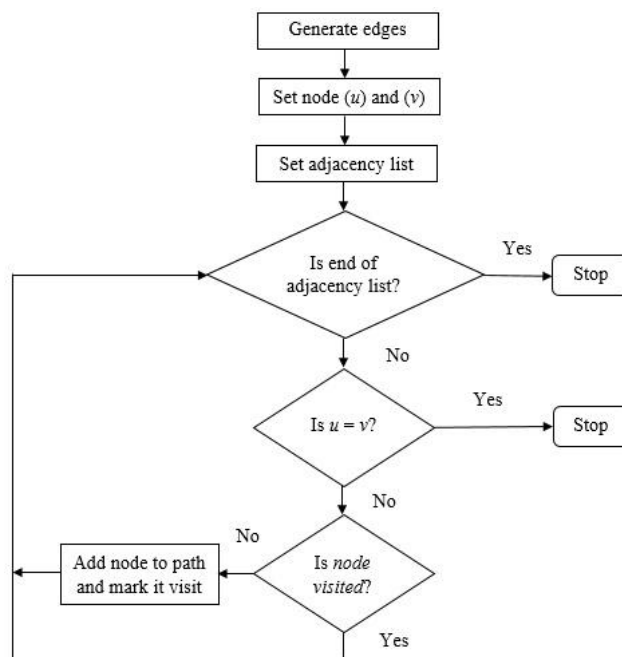 Generate edges
Set node (u) and (v)
Set adjacency list
Is end of
adjacency list?
Yes
Stop
No
Is u = v?
Yes
Stop
No
Is node
visited?
No
Add node to path
and mark it visit
Yes